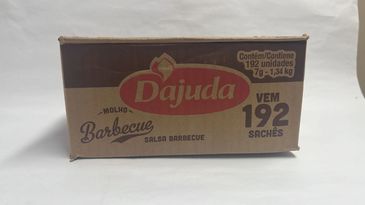 Contém/Contiene
192 unidades
7g - 1,34 kg
Dajuda
MOLHO
Barbecue
SALSA BARBECUE
VEM
192
SACHÊS